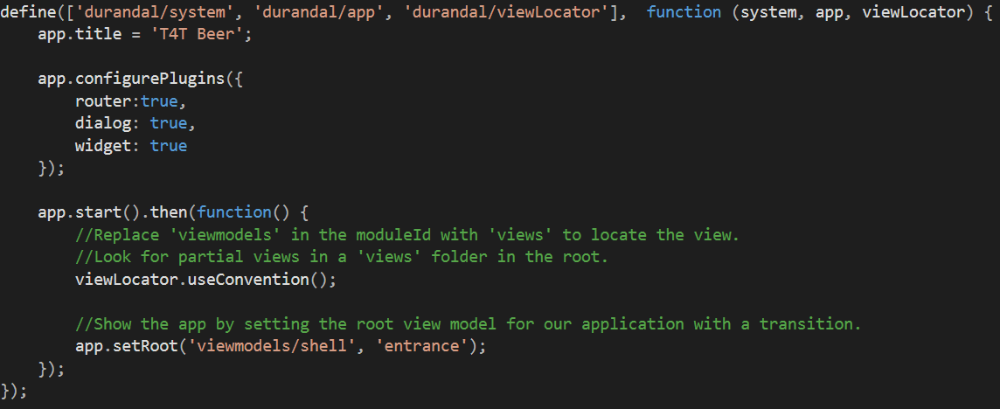 define(['durandal/system', 'durandal/app', 'durandal/viewLocator'],  function (system, app, viewLocator) {
    app.title = 'T4T Beer';

    app.configurePlugins({
        router:true,
        dialog: true,
        widget: true
    });

    app.start().then(function() {
        //Replace 'viewmodels' in the moduleId with 'views' to locate the view.
        //Look for partial views in a 'views' folder in the root.
        viewLocator.useConvention();

        //Show the app by setting the root view model for our application with a transition.
        app.setRoot('viewmodels/shell', 'entrance');
    });
});